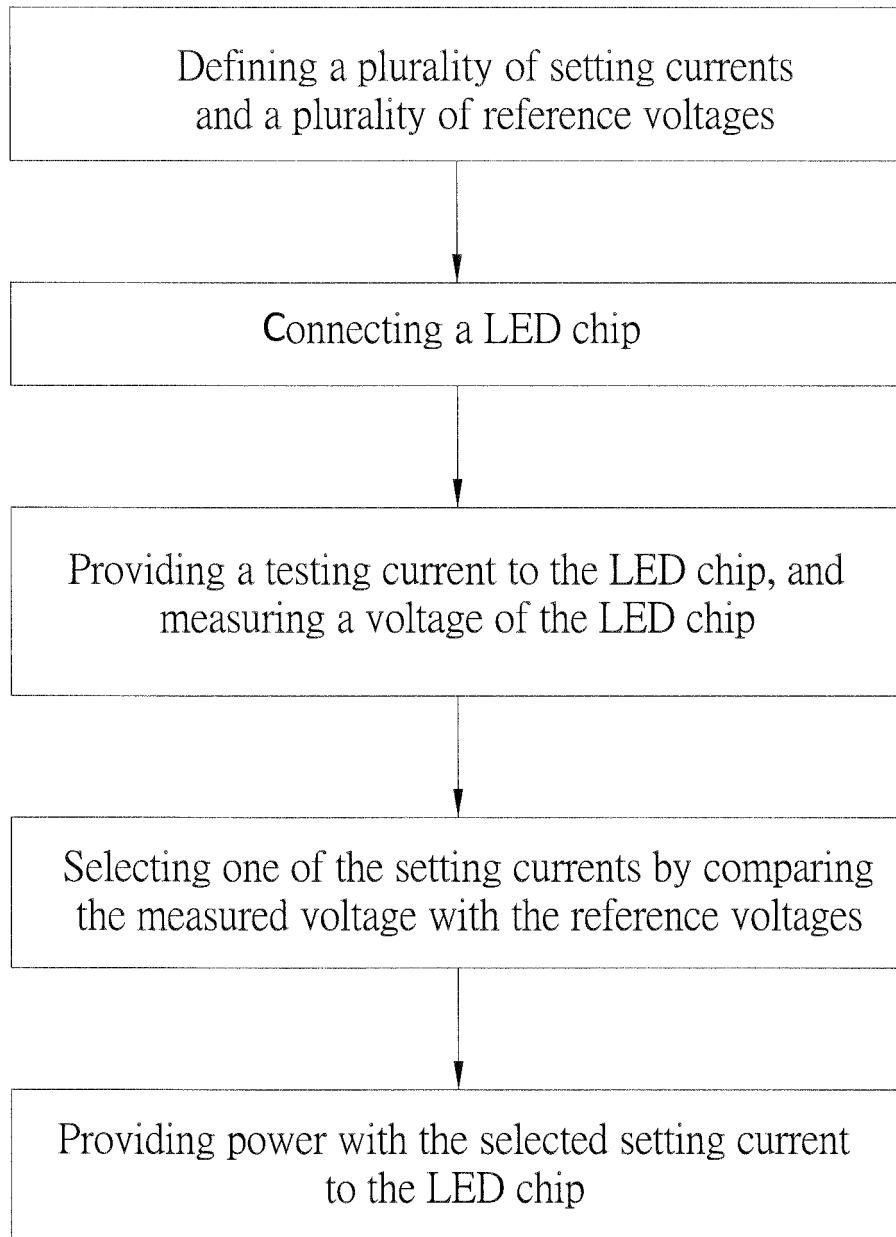 Defining a plurality of setting currents
and a plurality of reference voltages
Connecting a LED chip
Providing a testing current to the LED chip, and
measuring a voltage of the LED chip
Selecting one of the setting currents by comparing
the measured voltage with the reference voltages
Providing power with the selected setting current
to the LED chip